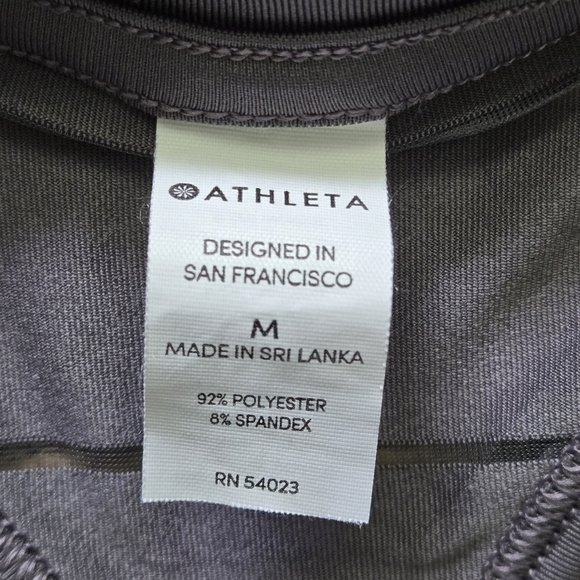 ATHLETA
DESIGNED IN
SAN FRANCISCO
M
MADE IN SRI LANKA
92% POLYESTER
8% SPANDEX
RN 54023